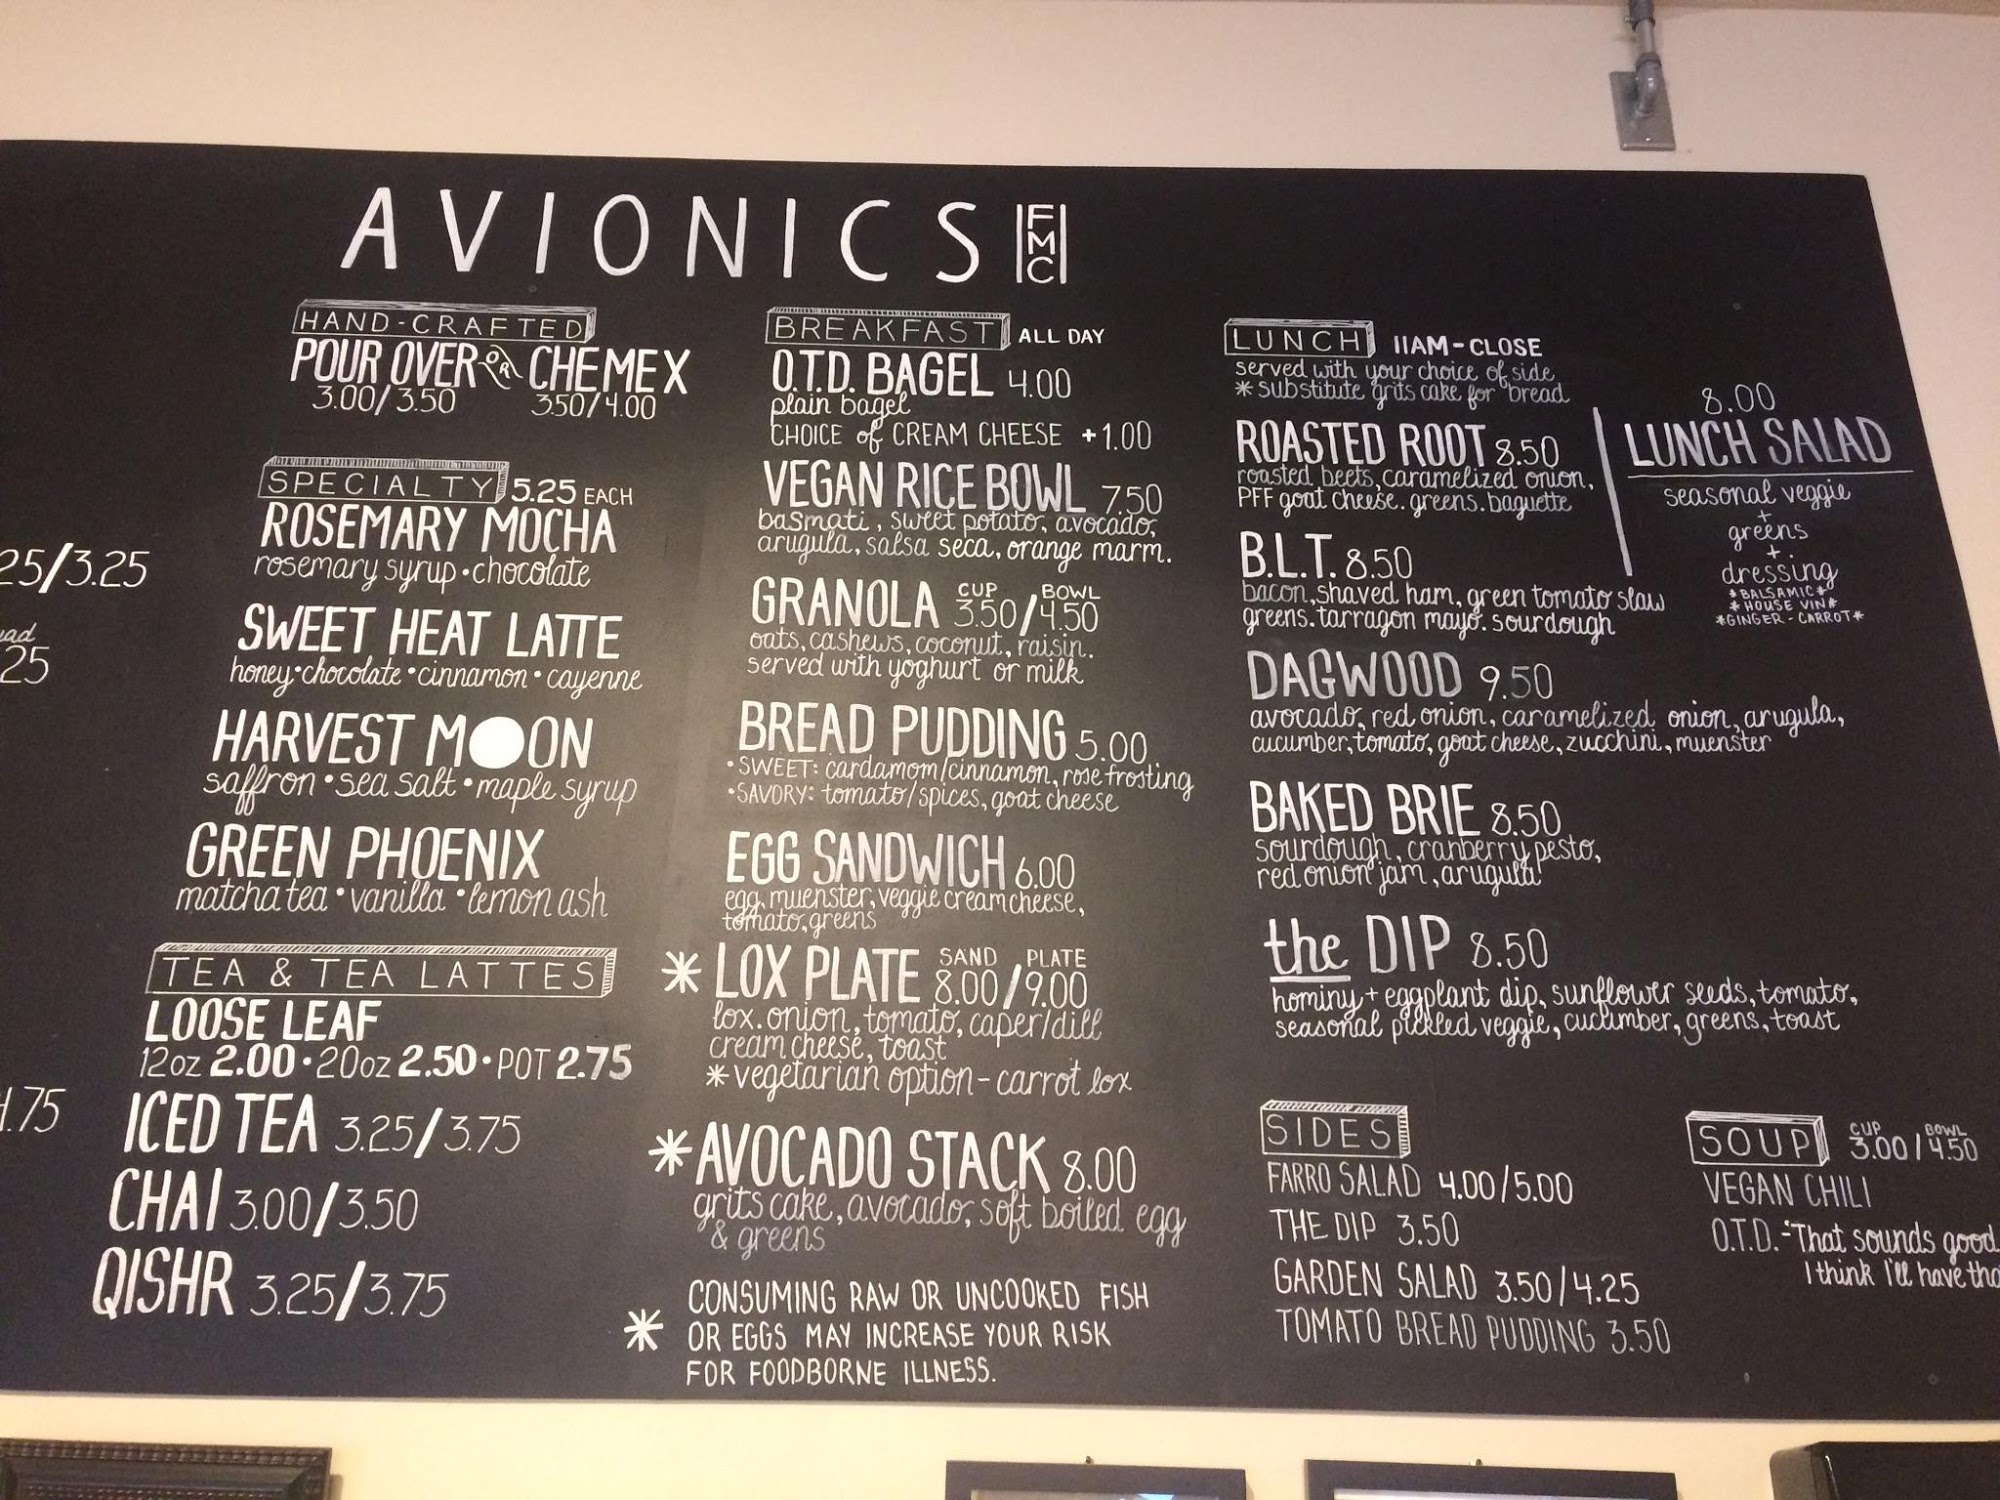 AVIONICS FMC
25/3.25
25
4.75
HAND-CRAFTED
POUR OVER OR CHEMEX
3.00/3.50 3.50/4.00
SPECIALTY 5.25 EACH
ROSEMARY MOCHA
rosemary syrup • chocolate
SWEET HEAT LATTE
honey • chocolate • cinnamon • cayenne
HARVEST MOON
saffron • sea salt • maple syrup
GREEN PHOENIX
matcha tea • vanilla • lemon ash
TEA & TEA LATTES
LOOSE LEAF
12oz 2.00 • 20oz 2.50 • POT 2.75
ICED TEA 3.25/3.75
CHAI 3.00/3.50
QISHR 3.25/3.75
BREAKFAST ALL DAY
O.T.D. BAGEL 4.00
plain bagel
CHOICE of CREAM CHEESE +1.00
VEGAN RICE BOWL 7.50
basmati, sweet potato, avocado,
arugula, salsa seca, orange marm.
GRANOLA CUP 3.50/BOWL 4.50
oats, cashews, coconut, raisin.
served with yoghurt or milk
BREAD PUDDING 5.00
• SWEET: cardamom/cinnamon, rose frosting
• SAVORY: tomato/spices, goat cheese
EGG SANDWICH 6.00
egg, muenster, veggie cream cheese,
tomato, greens
* LOX PLATE SAND 8.00/PLATE 9.00
lox. onion, tomato, caper/dill
cream cheese, toast
* vegetarian option - carrot lox
* AVOCADO STACK 8.00
grits cake, avocado, soft boiled egg
& greens
* CONSUMING RAW OR UNCOOKED FISH
OR EGGS MAY INCREASE YOUR RISK
FOR FOODBORNE ILLNESS.
LUNCH 11AM-CLOSE
served with your choice of side
* substitute grits cake for bread
ROASTED ROOT 8.50
roasted beets, caramelized onion,
PFF goat cheese. greens. baguette
B.L.T. 8.50
bacon, shaved ham, green tomato slaw
greens. tarragon mayo. sourdough
DAGWOOD 9.50
avocado, red onion, caramelized onion, arugula,
cucumber, tomato, goat cheese, zucchini, muenster
BAKED BRIE 8.50
sourdough, cranberry pesto,
red onion jam, arugula
the DIP 8.50
hominy + eggplant dip, sunflower seeds, tomato,
seasonal pickled veggie, cucumber, greens, toast
8.00
LUNCH SALAD
seasonal veggie
+
greens
+
dressing
*BALSAMIC*
*HOUSE VIN*
*GINGER-CARROT*
SIDES
FARRO SALAD 4.00/5.00
THE DIP 3.50
GARDEN SALAD 3.50/4.25
TOMATO BREAD PUDDING 3.50
SOUP CUP 3.00/BOWL 4.50
VEGAN CHILI
O.T.D. - "That sounds good
I think I'll have